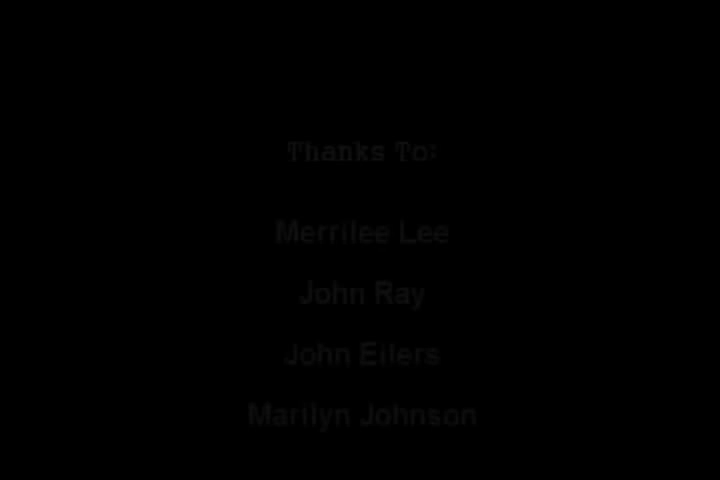 Thanks To:
Merrilee Lee
John Ray
John Eilers
Marilyn Johnson